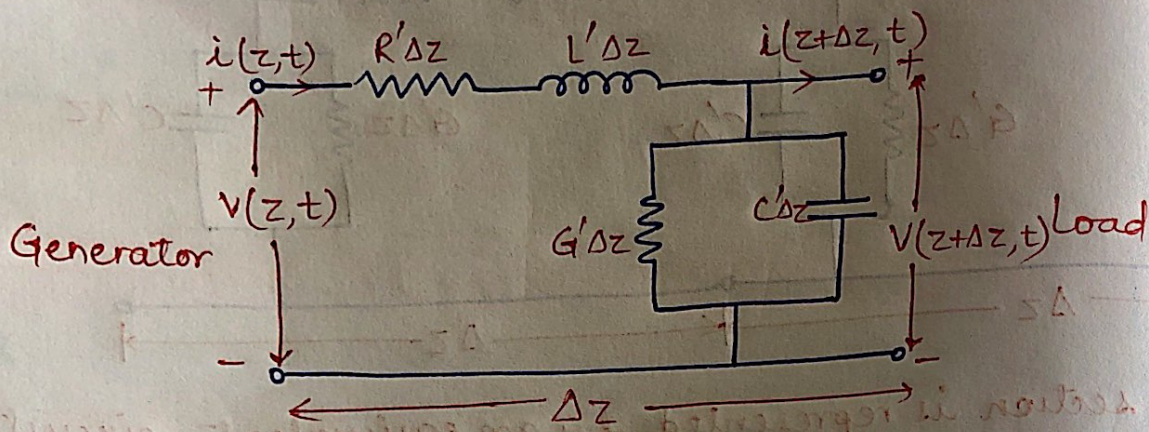 i(z,t)
R'Δz
L'Δz
i(z+Δz,t)
+
+
V(z,t)
G'Δz
C'Δz
V(z+Δz,t)
Load
Generator
-
-
Δz